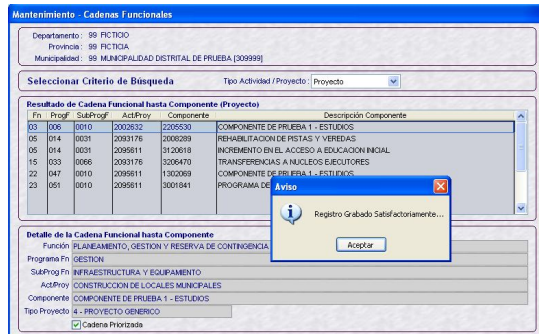 Mantenimiento - Cadenas Funcionales
Departamento : 99 FICTICIO
Provincia : 99 FICTICIA
Municipalidad : 99 MUNICIPALIDAD DISTRITAL DE PRUEBA [309999]
Seleccionar Criterio de Búsqueda Tipo Actividad / Proyecto : Proyecto
Resultado de Cadena Funcional hasta Componente (Proyecto)
Fn ProgF SubProgF Act/Proy Componente Descripción Componente
03 006 0010 2002632 2205530 COMPONENTE DE PRUEBA 1 - ESTUDIOS
05 014 0031 2093176 2008289 REHABILITACION DE PISTAS Y VEREDAS
05 014 0031 2095611 3120618 INCREMENTO EN EL ACCESO A EDUCACION INICIAL
15 033 0066 2093176 3206470 TRANSFERENCIAS A NUCLEOS EJECUTORES
22 047 0010 2095611 1302069 COMPONENTE DE PRUEBA 1 - ESTUDIOS
23 051 0010 2095611 3001841 PROGRAMA DE
Aviso
Registro Grabado Satisfactoriamente...
Aceptar
Detalle de la Cadena Funcional hasta Componente
Función PLANEAMIENTO, GESTION Y RESERVA DE CONTINGENCIA
Programa Fn GESTION
SubProg Fn INFRAESTRUCTURA Y EQUIPAMIENTO
Act/Proy CONSTRUCCION DE LOCALES MUNICIPALES
Componente COMPONENTE DE PRUEBA 1 - ESTUDIOS
Tipo Proyecto 4 - PROYECTO GENERICO
Cadena Priorizada